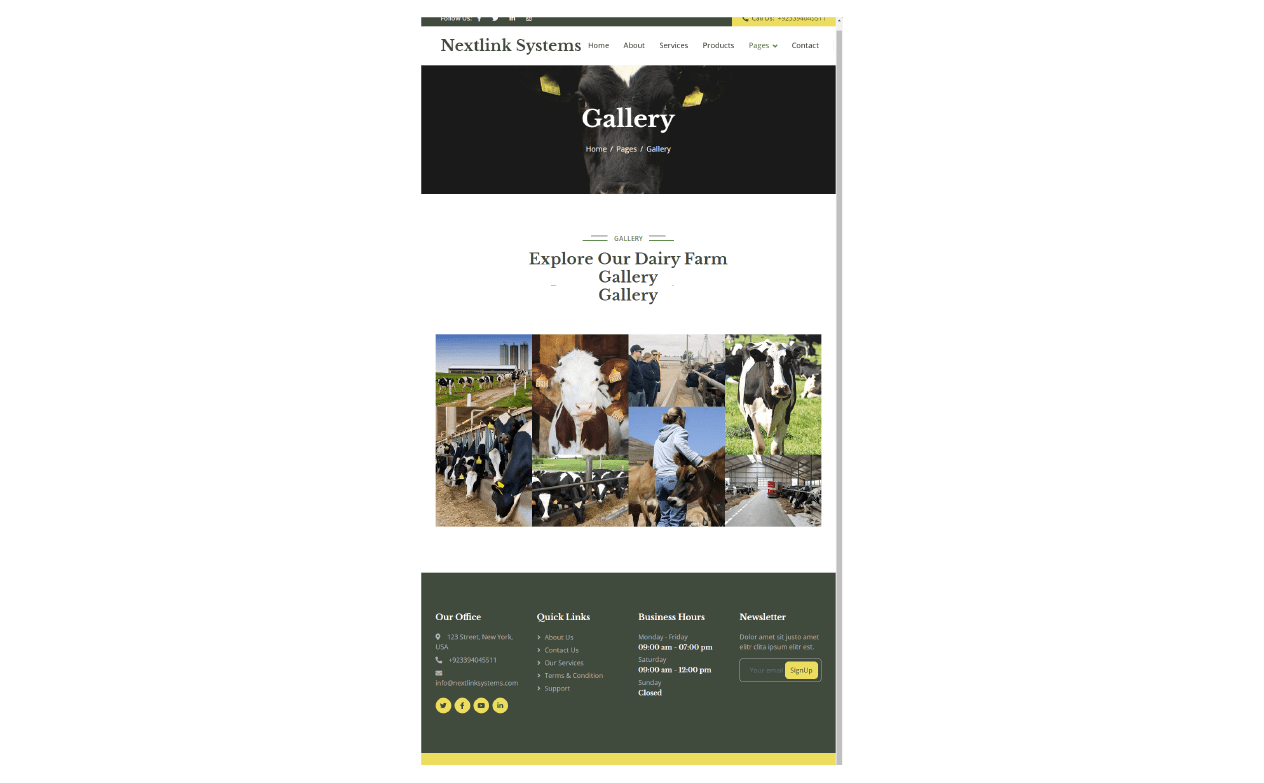 Follow Us:
Call Us: +923394045511
Nextlink Systems Home About Services Products Pages Contact
Gallery
Home / Pages / Gallery
GALLERY
Explore Our Dairy Farm
Gallery
Gallery
Our Office
123 Street, New York,
USA
+923394045511
info@nextlinksystems.com
Quick Links
About Us
Contact Us
Our Services
Terms & Condition
Support
Business Hours
Monday - Friday
09:00 am - 07:00 pm
Saturday
09:00 am - 12:00 pm
Sunday
Closed
Newsletter
Dolor amet sit justo amet
elitr clita ipsum elitr est.
Your email SignUp